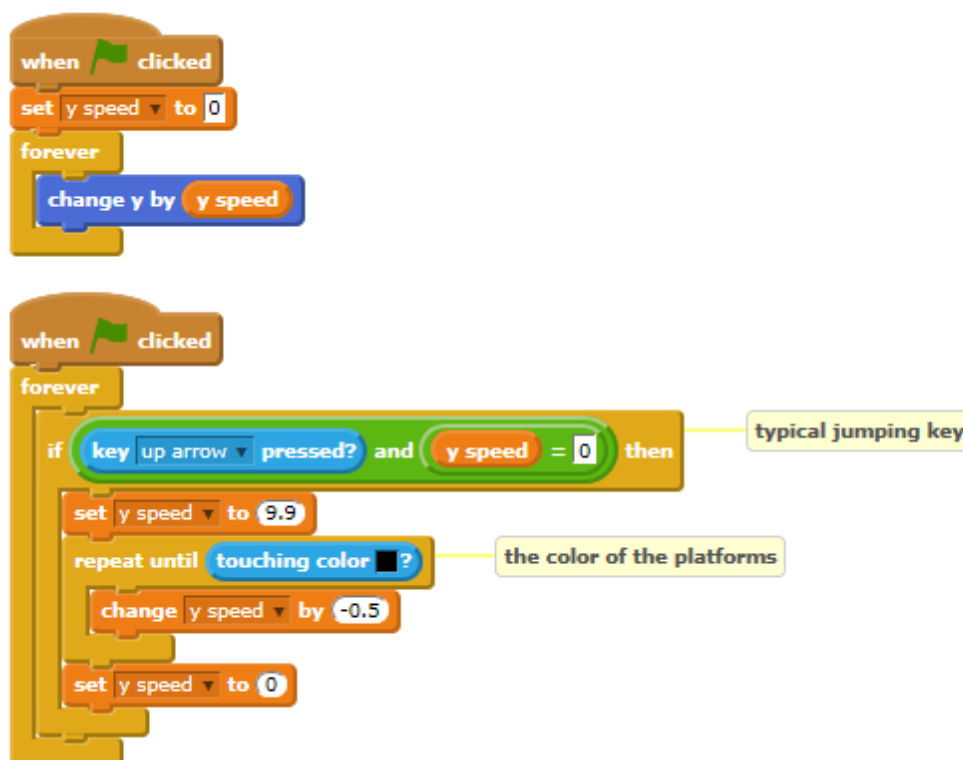 when clicked
set y speed to 0
forever
change y by y speed
when clicked
forever
if key up arrow pressed? and y speed = 0 then
typical jumping key
set y speed to 9.9
repeat until touching color ?
the color of the platforms
change y speed by -0.5
set y speed to 0